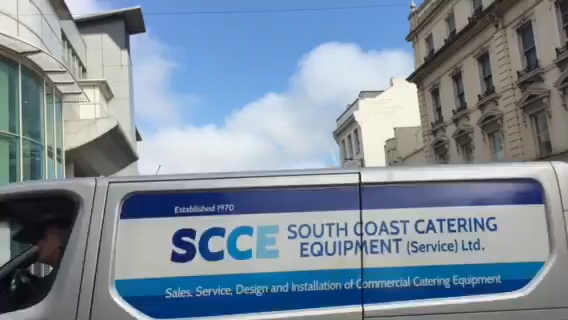 Established 1970
SCCE
SOUTH COAST CATERING
EQUIPMENT (Service) Ltd.
Sales, Service, Design and Installation of Commercial Catering Equipment